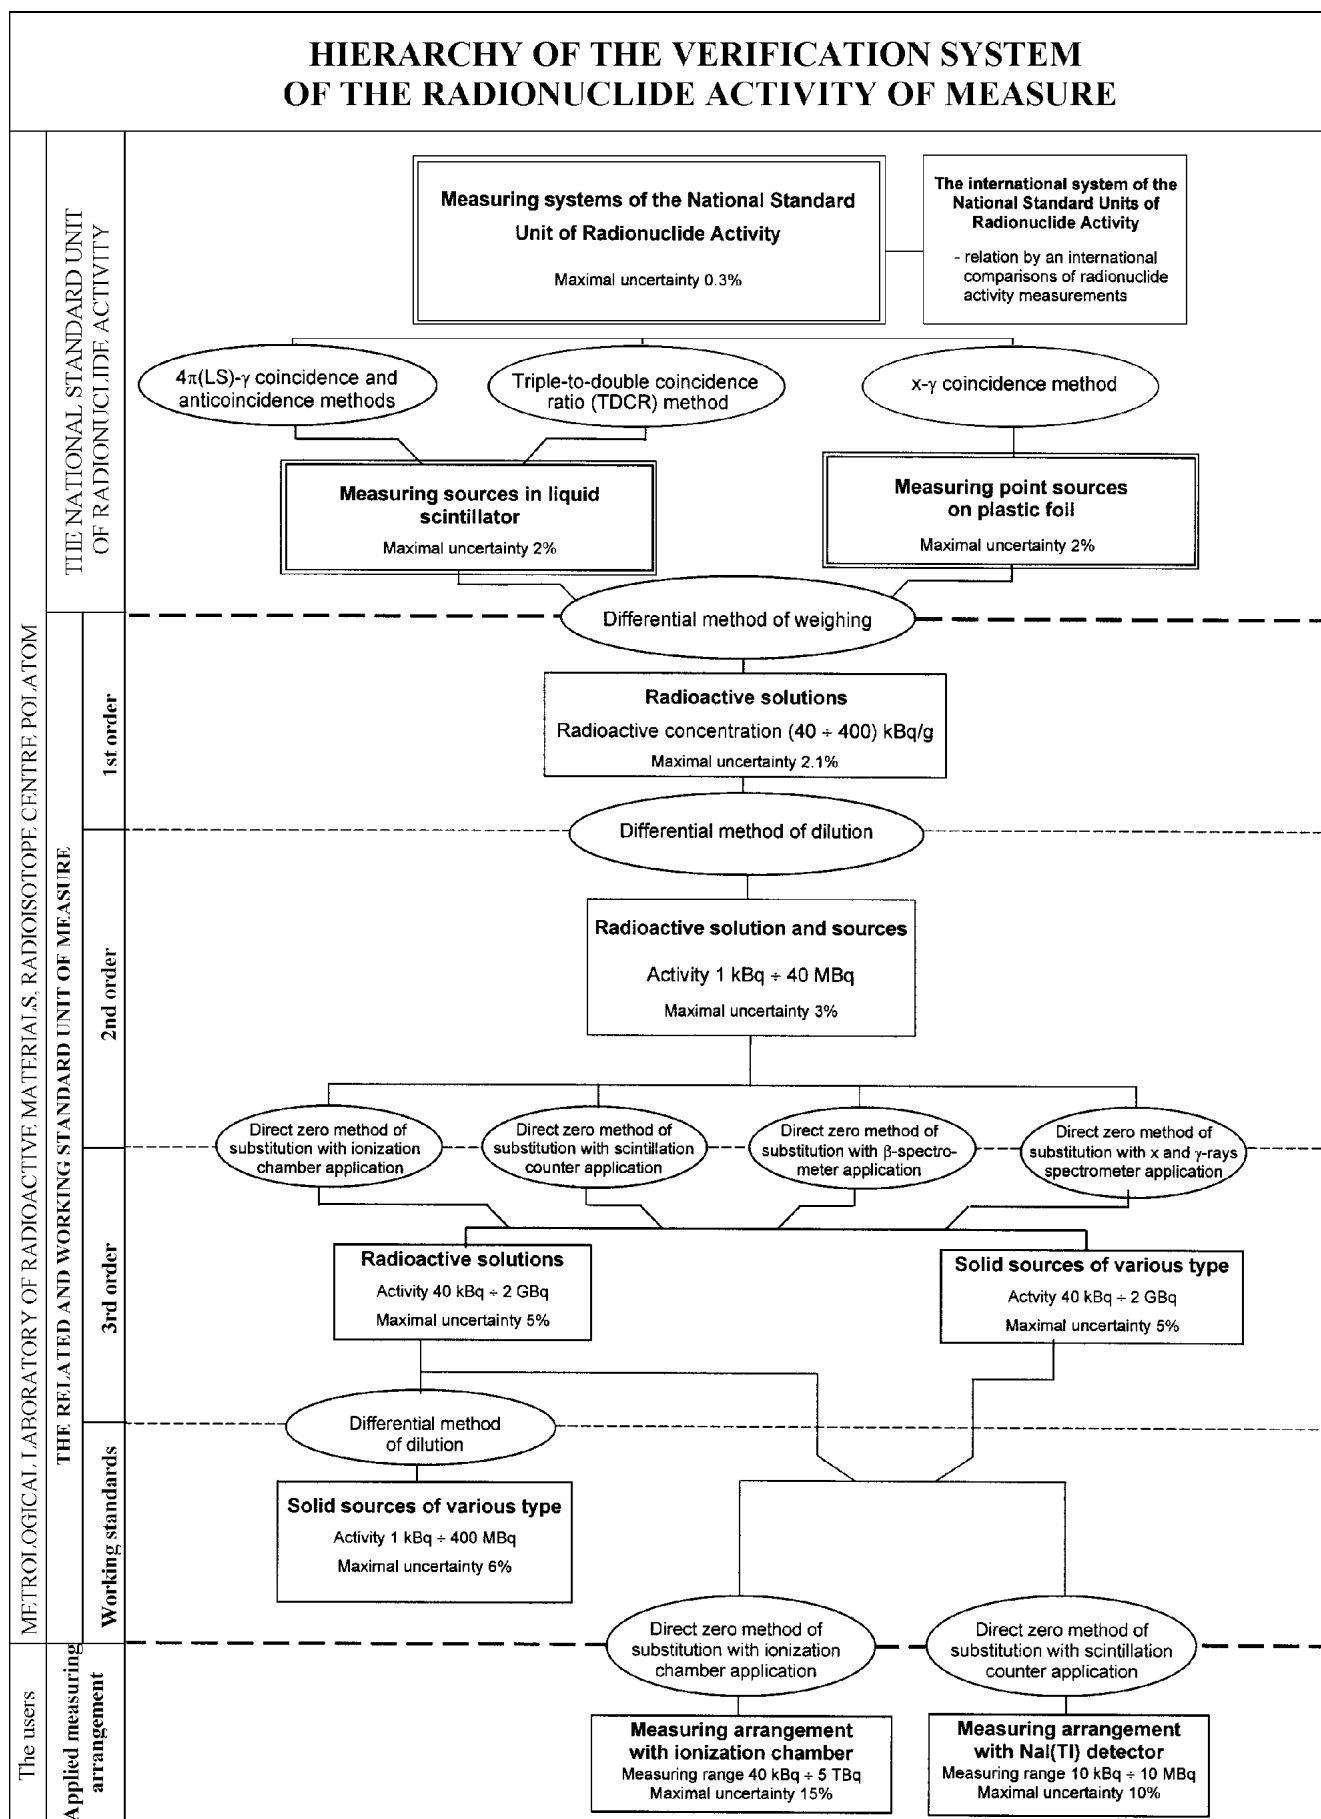 HIERARCHY OF THE VERIFICATION SYSTEM
OF THE RADIONUCLIDE ACTIVITY OF MEASURE
METROLOGICAL LABORATORY OF RADIOACTIVE MATERIALS, RADIOISOTOPE CENTRE POLATOM
THE NATIONAL STANDARD UNIT
OF RADIONUCLIDE ACTIVITY
Measuring systems of the National Standard
Unit of Radionuclide Activity
Maximal uncertainty 0.3%
The international system of the
National Standard Units of
Radionuclide Activity
- relation by an international
comparisons of radionuclide
activity measurements
4π(LS)-γ coincidence and
anticoincidence methods
Triple-to-double coincidence
ratio (TDCR) method
x-γ coincidence method
Measuring sources in liquid
scintillator
Maximal uncertainty 2%
Measuring point sources
on plastic foil
Maximal uncertainty 2%
Differential method of weighing
THE RELATED AND WORKING STANDARD UNIT OF MEASURE
1st order
Radioactive solutions
Radioactive concentration (40 ÷ 400) kBq/g
Maximal uncertainty 2.1%
Differential method of dilution
2nd order
Radioactive solution and sources
Activity 1 kBq ÷ 40 MBq
Maximal uncertainty 3%
Direct zero method of
substitution with ionization
chamber application
Direct zero method of
substitution with scintillation
counter application
Direct zero method of
substitution with β-spectro-
meter application
Direct zero method of
substitution with x and γ-rays
spectrometer application
3rd order
Radioactive solutions
Activity 40 kBq ÷ 2 GBq
Maximal uncertainty 5%
Solid sources of various type
Actvity 40 kBq ÷ 2 GBq
Maximal uncertainty 5%
Differential method
of dilution
Working standards
Solid sources of various type
Activity 1 kBq ÷ 400 MBq
Maximal uncertainty 6%
Direct zero method of
substitution with ionization
chamber application
Direct zero method of
substitution with scintillation
counter application
The users
Applied measuring
arrangement
Measuring arrangement
with ionization chamber
Measuring range 40 kBq ÷ 5 TBq
Maximal uncertainty 15%
Measuring arrangement
with NaI(Tl) detector
Measuring range 10 kBq ÷ 10 MBq
Maximal uncertainty 10%